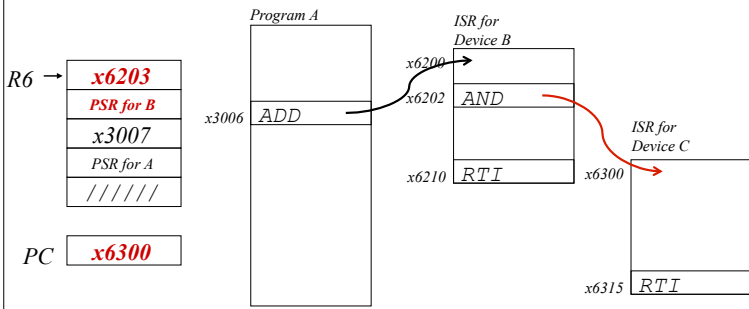 R6
x6203
PSR for B
x3007
PSR for A
//////
PC
x6300
Program A
x3006
ADD
ISR for
Device B
x6200
x6202
AND
x6210
RTI
ISR for
Device C
x6300
x6315
RTI